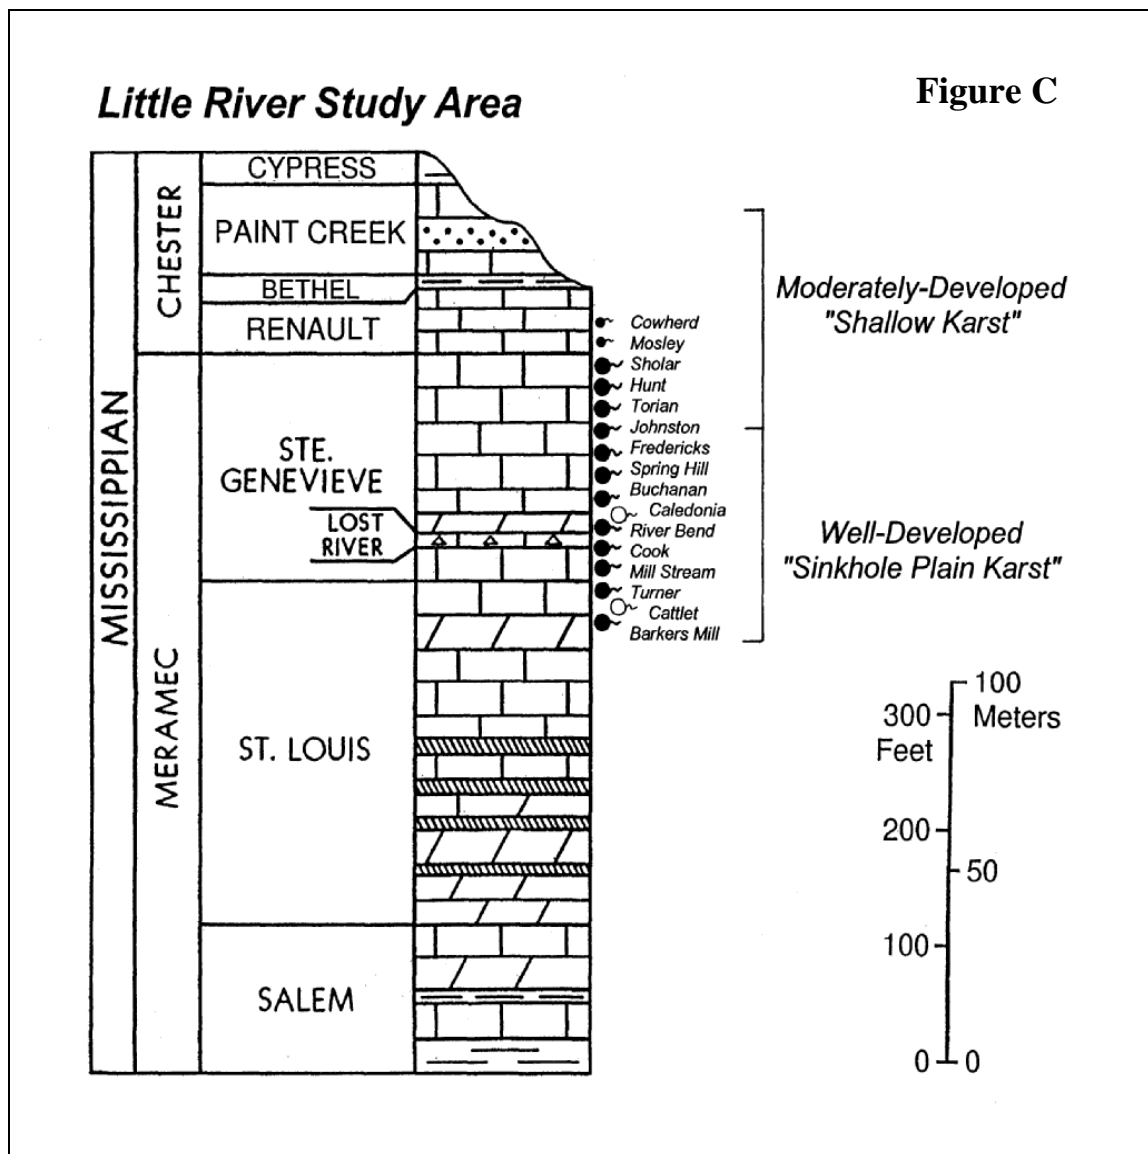 Little River Study Area
Figure C
MISSISSIPPIAN
CHESTER
MERAMEC
CYPRESS
PAINT CREEK
BETHEL
RENAULT
STE.
GENEVIEVE
LOST
RIVER
ST. LOUIS
SALEM
Cowherd
Mosley
Sholar
Hunt
Torian
Johnston
Fredericks
Spring Hill
Buchanan
Caledonia
River Bend
Cook
Mill Stream
Turner
Cattlet
Barkers Mill
Moderately-Developed
"Shallow Karst"
Well-Developed
"Sinkhole Plain Karst"
100
300 Meters
Feet
200
50
100
0 0